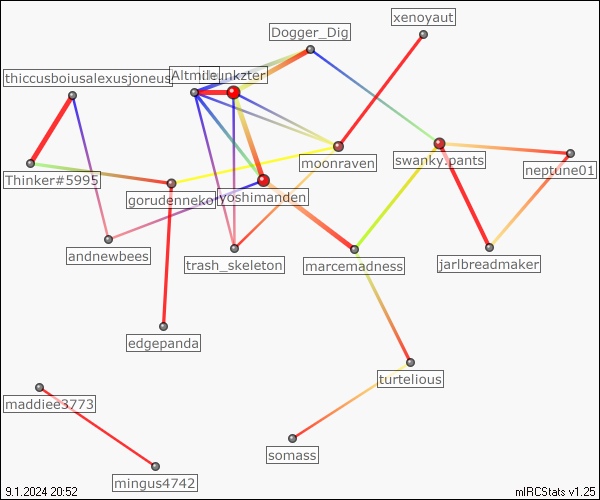 xenoyaut
Dogger_Dig
thiccusboiusalexusjoneus
Altmile
moonraven
swanky.pants
neptune01
Thinker#5995
gorudenneko
yoshimanden
andnewbees
trash_skeleton
marcemadness
jarlbreadmaker
edgepanda
turtelious
maddiee3773
somass
mingus4742
9.1.2024 20:52
mIRCStats v1.25